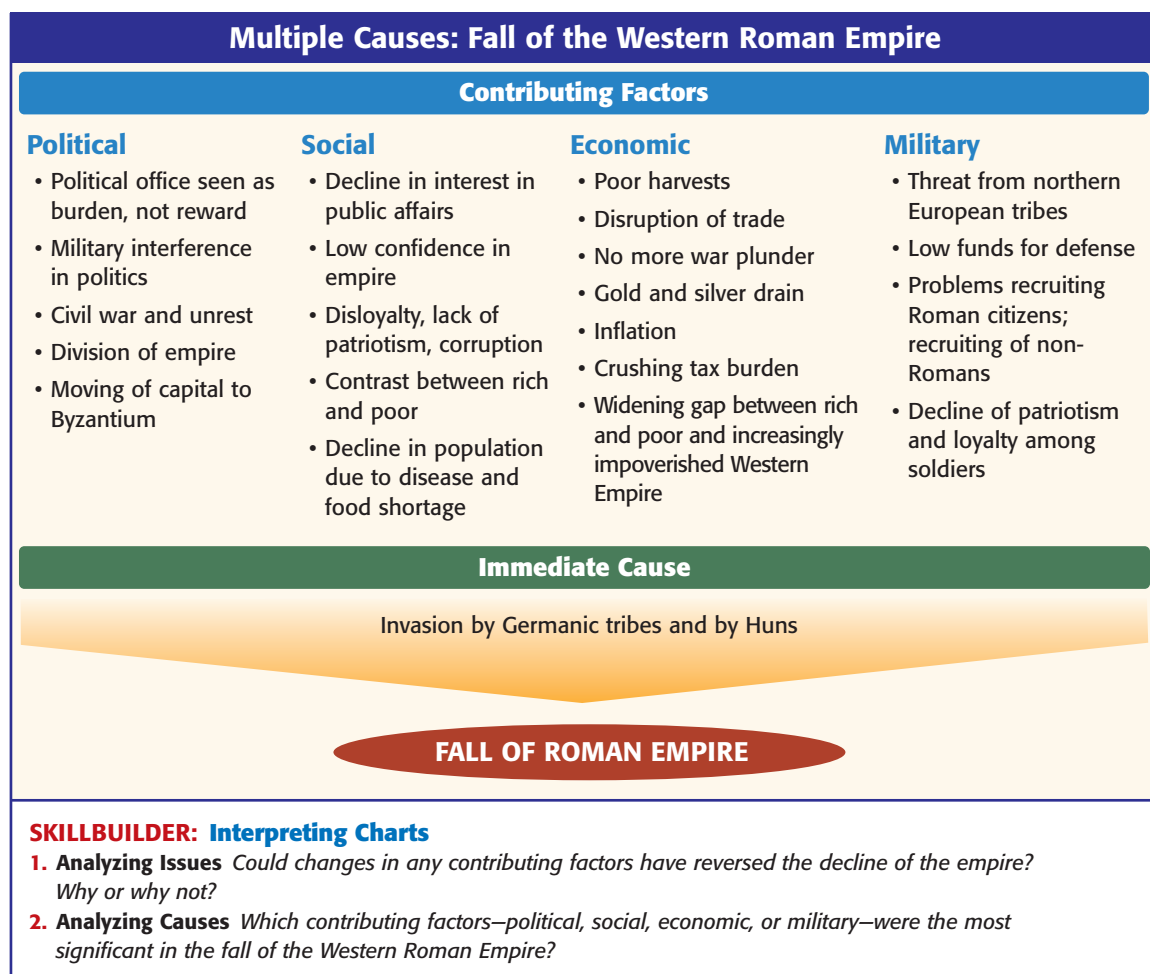 Multiple Causes: Fall of the Western Roman Empire
Contributing Factors
Political
• Political office seen as
burden, not reward
• Military interference
in politics
• Civil war and unrest
• Division of empire
• Moving of capital to
Byzantium
Social
• Decline in interest in
public affairs
• Low confidence in
empire
• Disloyalty, lack of
patriotism, corruption
• Contrast between rich
and poor
• Decline in population
due to disease and
food shortage
Economic
• Poor harvests
• Disruption of trade
• No more war plunder
• Gold and silver drain
• Inflation
• Crushing tax burden
• Widening gap between rich
and poor and increasingly
impoverished Western
Empire
Military
• Threat from northern
European tribes
• Low funds for defense
• Problems recruiting
Roman citizens;
recruiting of non-
Romans
• Decline of patriotism
and loyalty among
soldiers
Immediate Cause
Invasion by Germanic tribes and by Huns
FALL OF ROMAN EMPIRE
SKILLBUILDER: Interpreting Charts
1. Analyzing Issues Could changes in any contributing factors have reversed the decline of the empire?
Why or why not?
2. Analyzing Causes Which contributing factors—political, social, economic, or military—were the most
significant in the fall of the Western Roman Empire?